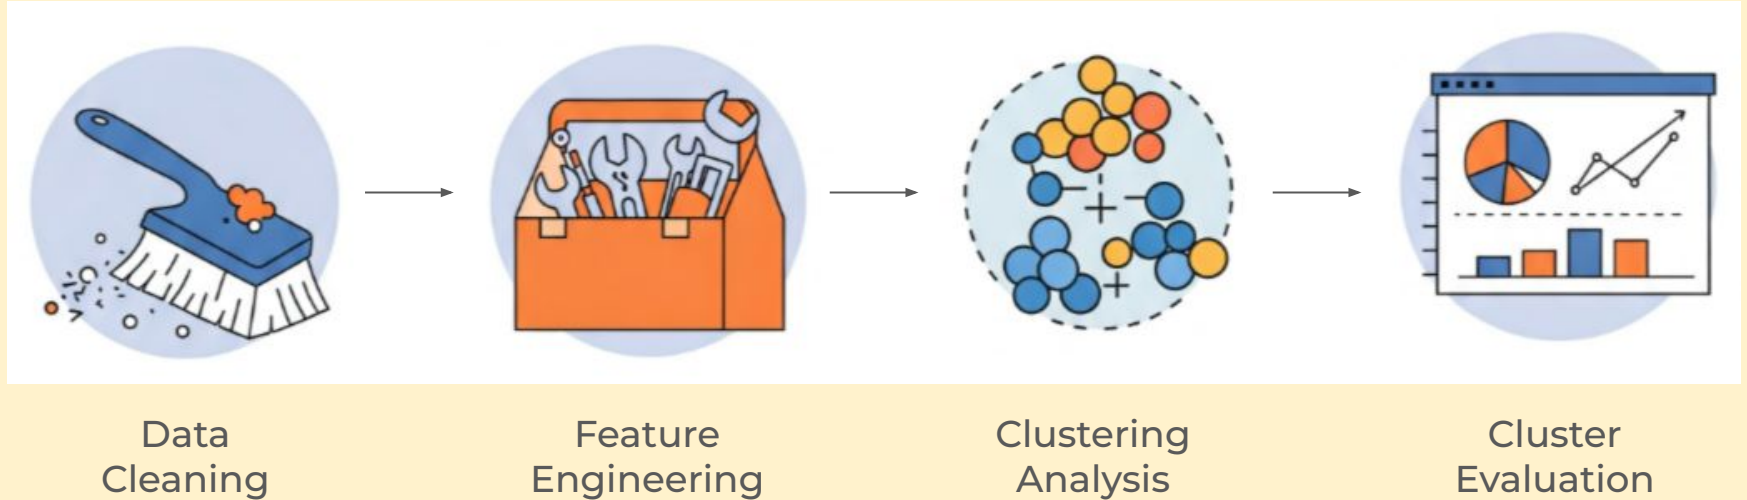 Data
Cleaning
Feature
Engineering
Clustering
Analysis
Cluster
Evaluation